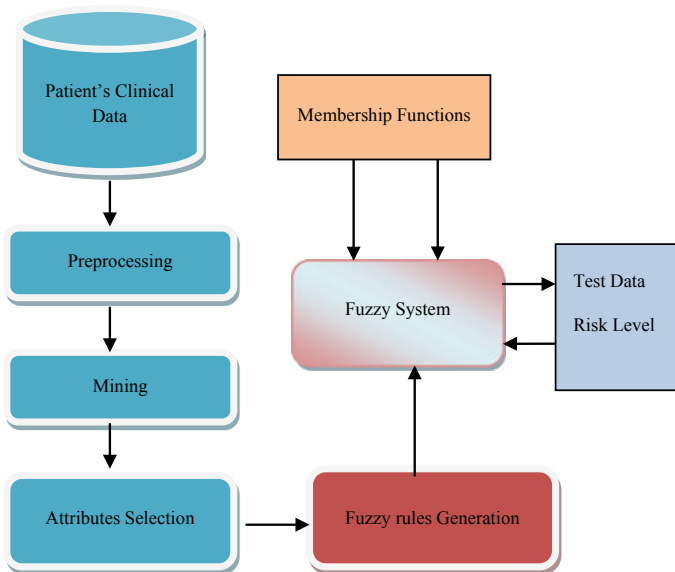 Patient's Clinical
Data
Membership Functions
Preprocessing
Fuzzy System
Test Data
Risk Level
Mining
Attributes Selection
Fuzzy rules Generation